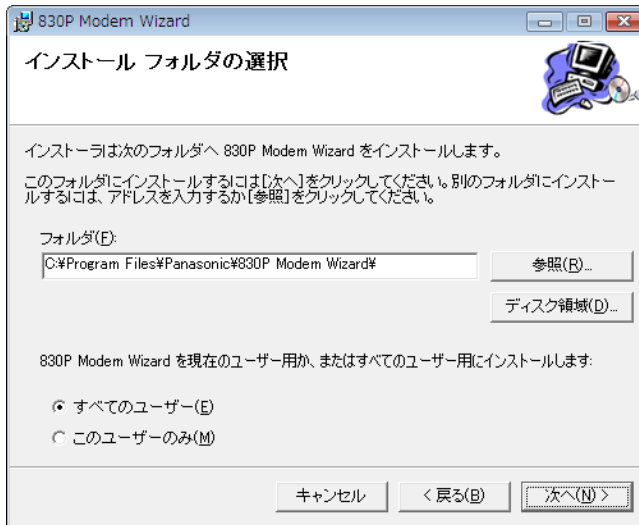 830P Modem Wizard
インストール フォルダの選択
インストーラは次のフォルダへ 830P Modem Wizard をインストールします。
このフォルダにインストールするには[次へ]をクリックしてください。別のフォルダにインストー
ルするには、アドレスを入力するか[参照]をクリックしてください。
フォルダ(F):
C:¥Program Files¥Panasonic¥830P Modem Wizard¥
参照(R)...
ディスク領域(D)...
830P Modem Wizard を現在のユーザー用か、またはすべてのユーザー用にインストールします:
すべてのユーザー(E)
このユーザーのみ(M)
キャンセル
< 戻る(B)
次へ(N) >